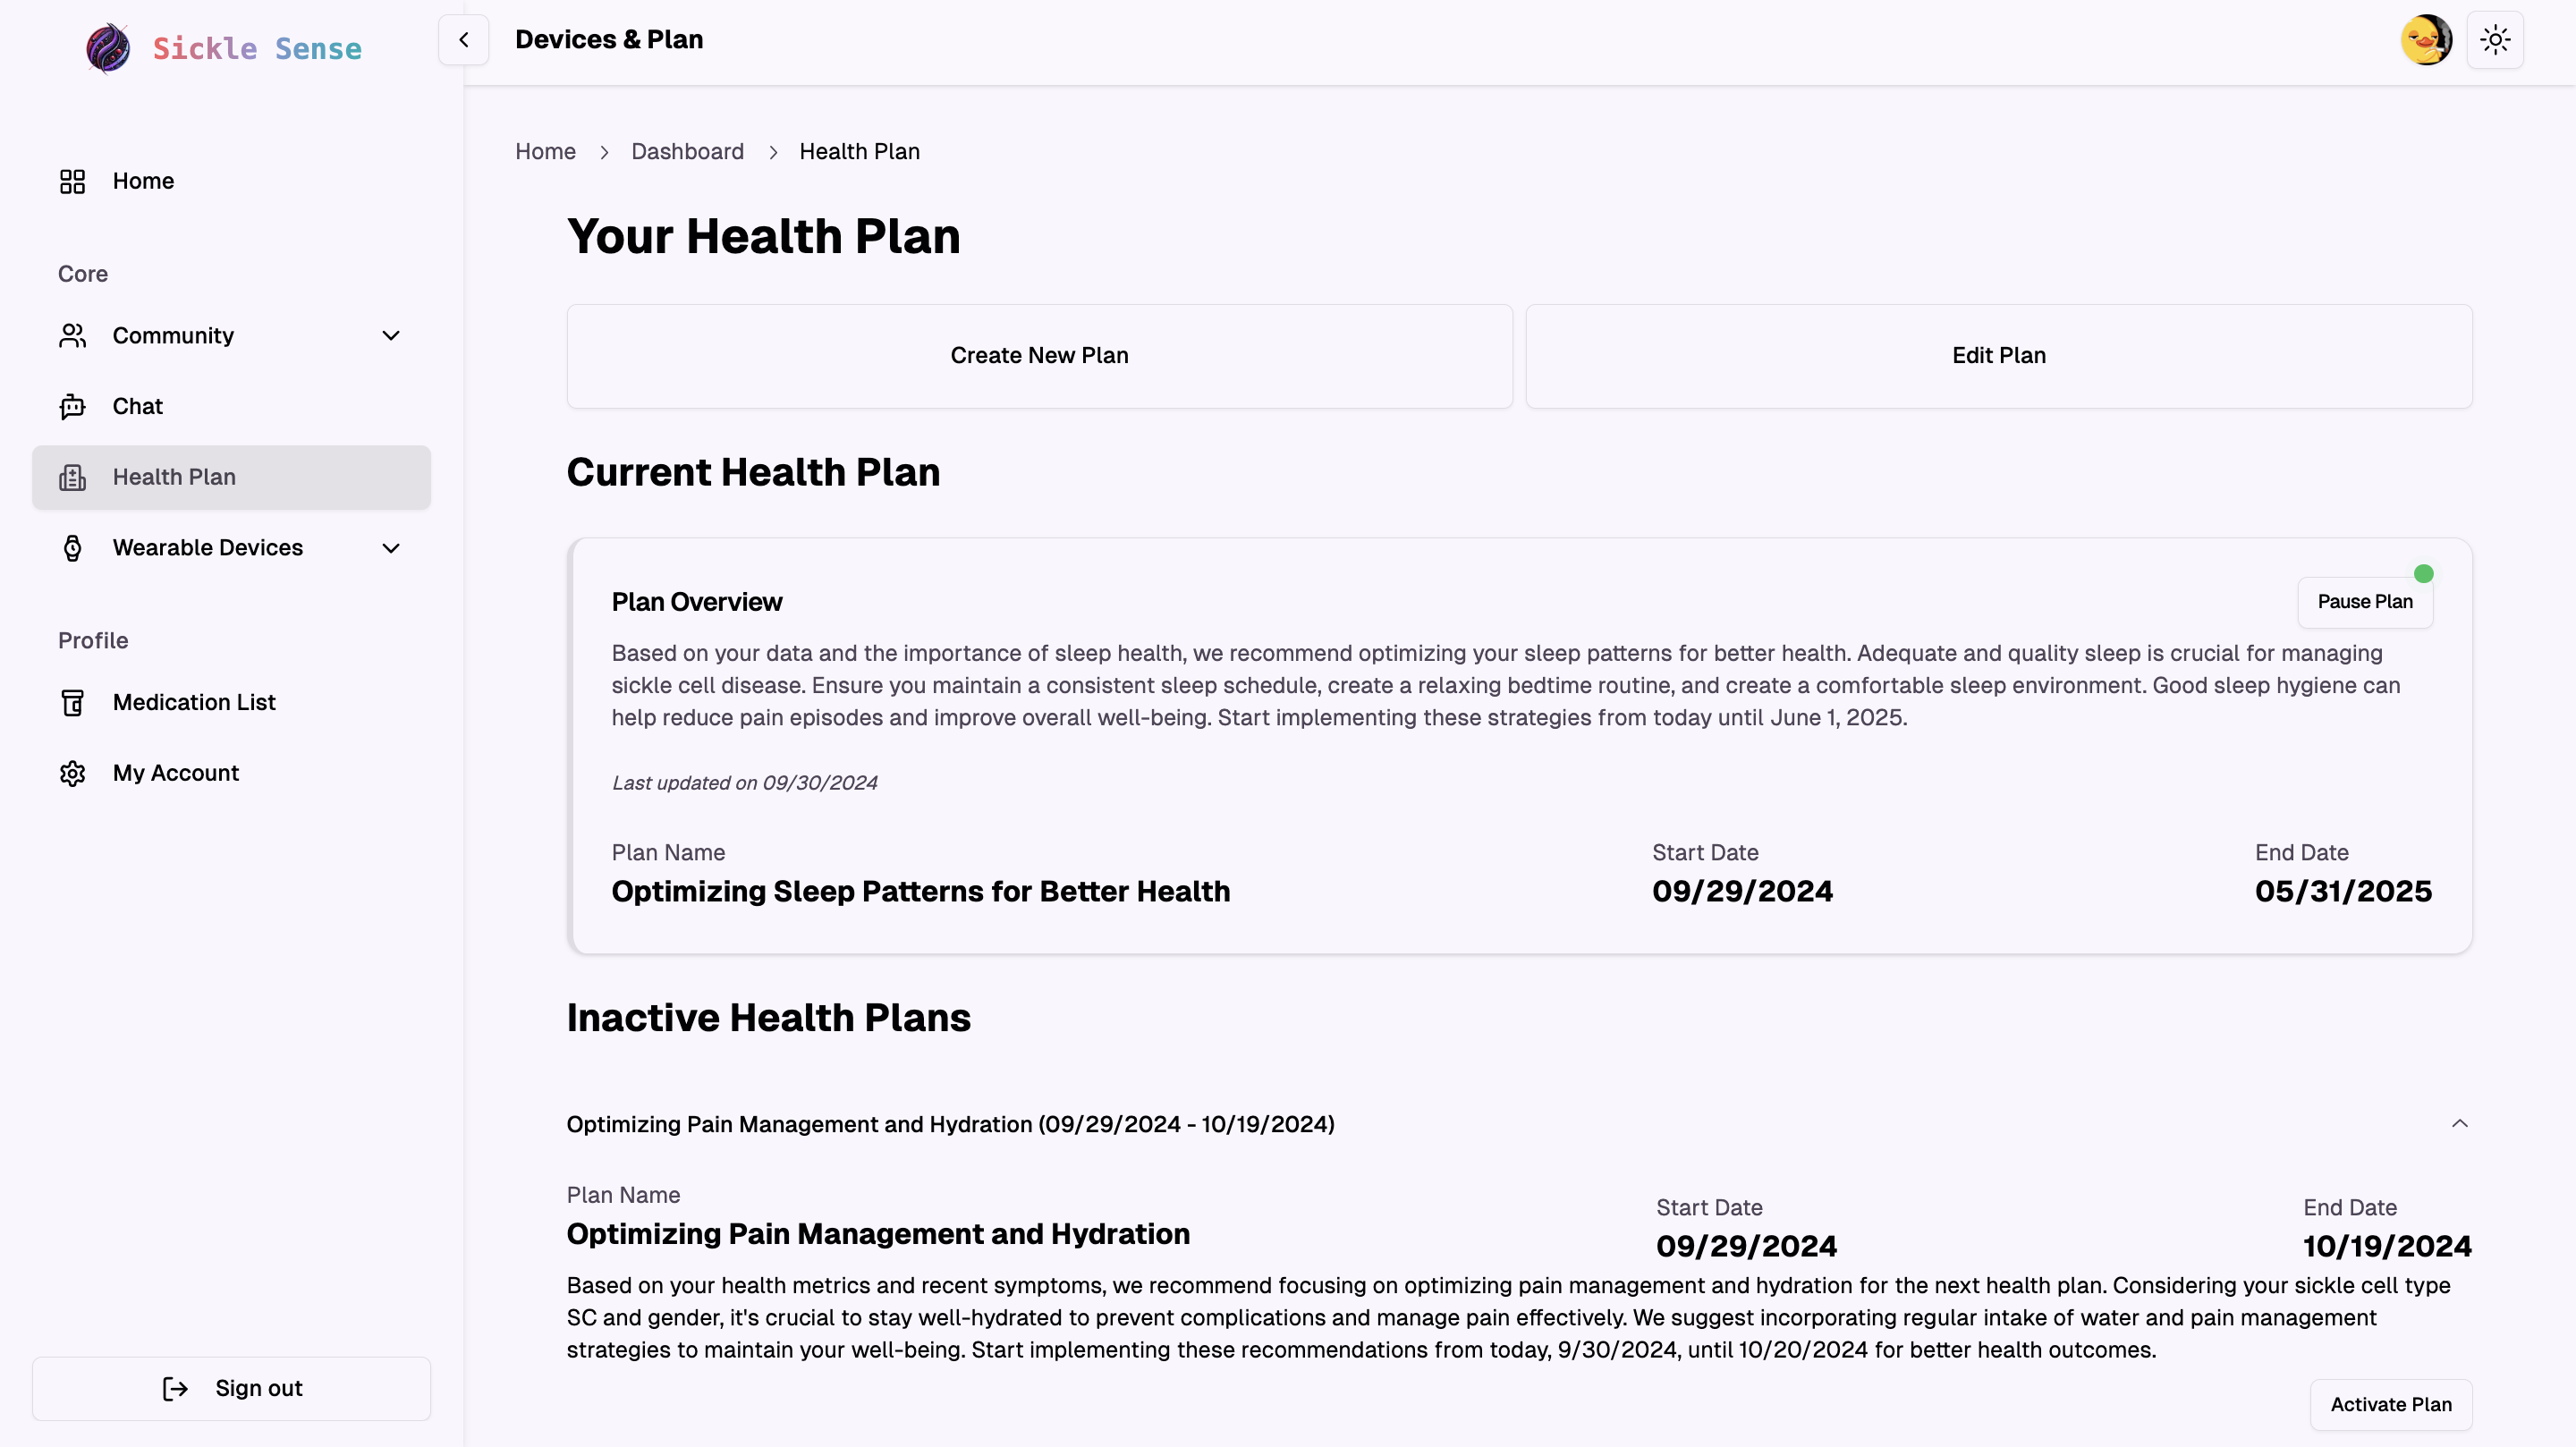 Sickle Sense
Home
Core
Community
Chat
Health Plan
Wearable Devices
Profile
Medication List
My Account
Sign out
Devices & Plan
Home > Dashboard > Health Plan
Your Health Plan
Create New Plan
Edit Plan
Current Health Plan
Plan Overview
Pause Plan
Based on your data and the importance of sleep health, we recommend optimizing your sleep patterns for better health. Adequate and quality sleep is crucial for managing
sickle cell disease. Ensure you maintain a consistent sleep schedule, create a relaxing bedtime routine, and create a comfortable sleep environment. Good sleep hygiene can
help reduce pain episodes and improve overall well-being. Start implementing these strategies from today until June 1, 2025.
Last updated on 09/30/2024
Plan Name
Optimizing Sleep Patterns for Better Health
Start Date
09/29/2024
End Date
05/31/2025
Inactive Health Plans
Optimizing Pain Management and Hydration (09/29/2024 - 10/19/2024)
Plan Name
Optimizing Pain Management and Hydration
Start Date
09/29/2024
End Date
10/19/2024
Based on your health metrics and recent symptoms, we recommend focusing on optimizing pain management and hydration for the next health plan. Considering your sickle cell type
SC and gender, it's crucial to stay well-hydrated to prevent complications and manage pain effectively. We suggest incorporating regular intake of water and pain management
strategies to maintain your well-being. Start implementing these recommendations from today, 9/30/2024, until 10/20/2024 for better health outcomes.
Activate Plan